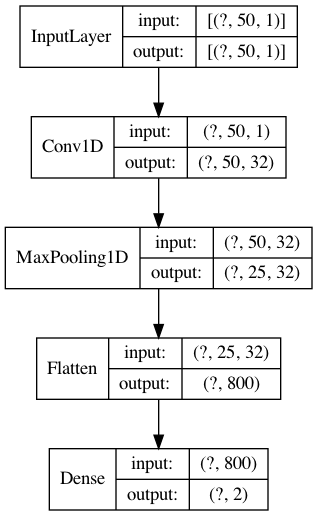 InputLayer
input: [(?, 50, 1)]
output: [(?, 50, 1)]
Conv1D
input: (?, 50, 1)
output: (?, 50, 32)
MaxPooling1D
input: (?, 50, 32)
output: (?, 25, 32)
Flatten
input: (?, 25, 32)
output: (?, 800)
Dense
input: (?, 800)
output: (?, 2)